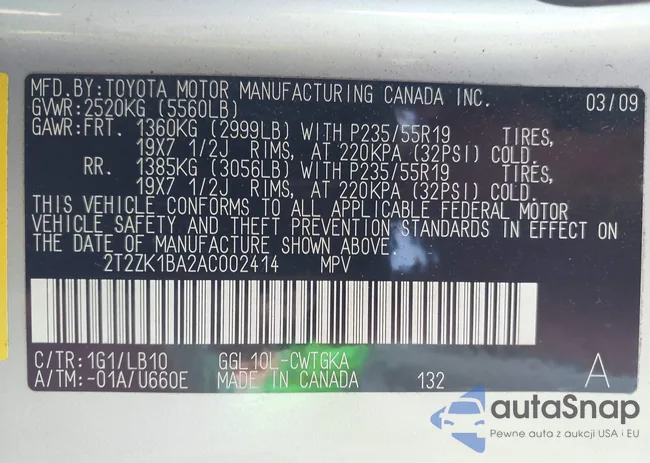 MFD.BY:TOYOTA MOTOR MANUFACTURING CANADA INC. 03/09
GVWR:2520KG (5560LB)
GAWR:FRT. 1360KG (2999LB) WITH P235/55R19 TIRES,
19X7 1/2J RIMS, AT 220KPA (32PSI) COLD.
RR. 1385KG (3056LB) WITH P235/55R19 TIRES,
19X7 1/2J RIMS, AT 220KPA (32PSI) COLD.
THIS VEHICLE CONFORMS TO ALL APPLICABLE FEDERAL MOTOR
VEHICLE SAFETY AND THEFT PREVENTION STANDARDS IN EFFECT ON
THE DATE OF MANUFACTURE SHOWN ABOVE.
2T2ZK1BA2AC002414 MPV
C/TR:1G1/LB10 GGL10L-CWTGKA
A/TM:-01A/U660E MADE IN CANADA 132 A
autaSnap
Pewne auta z aukcji USA i EU